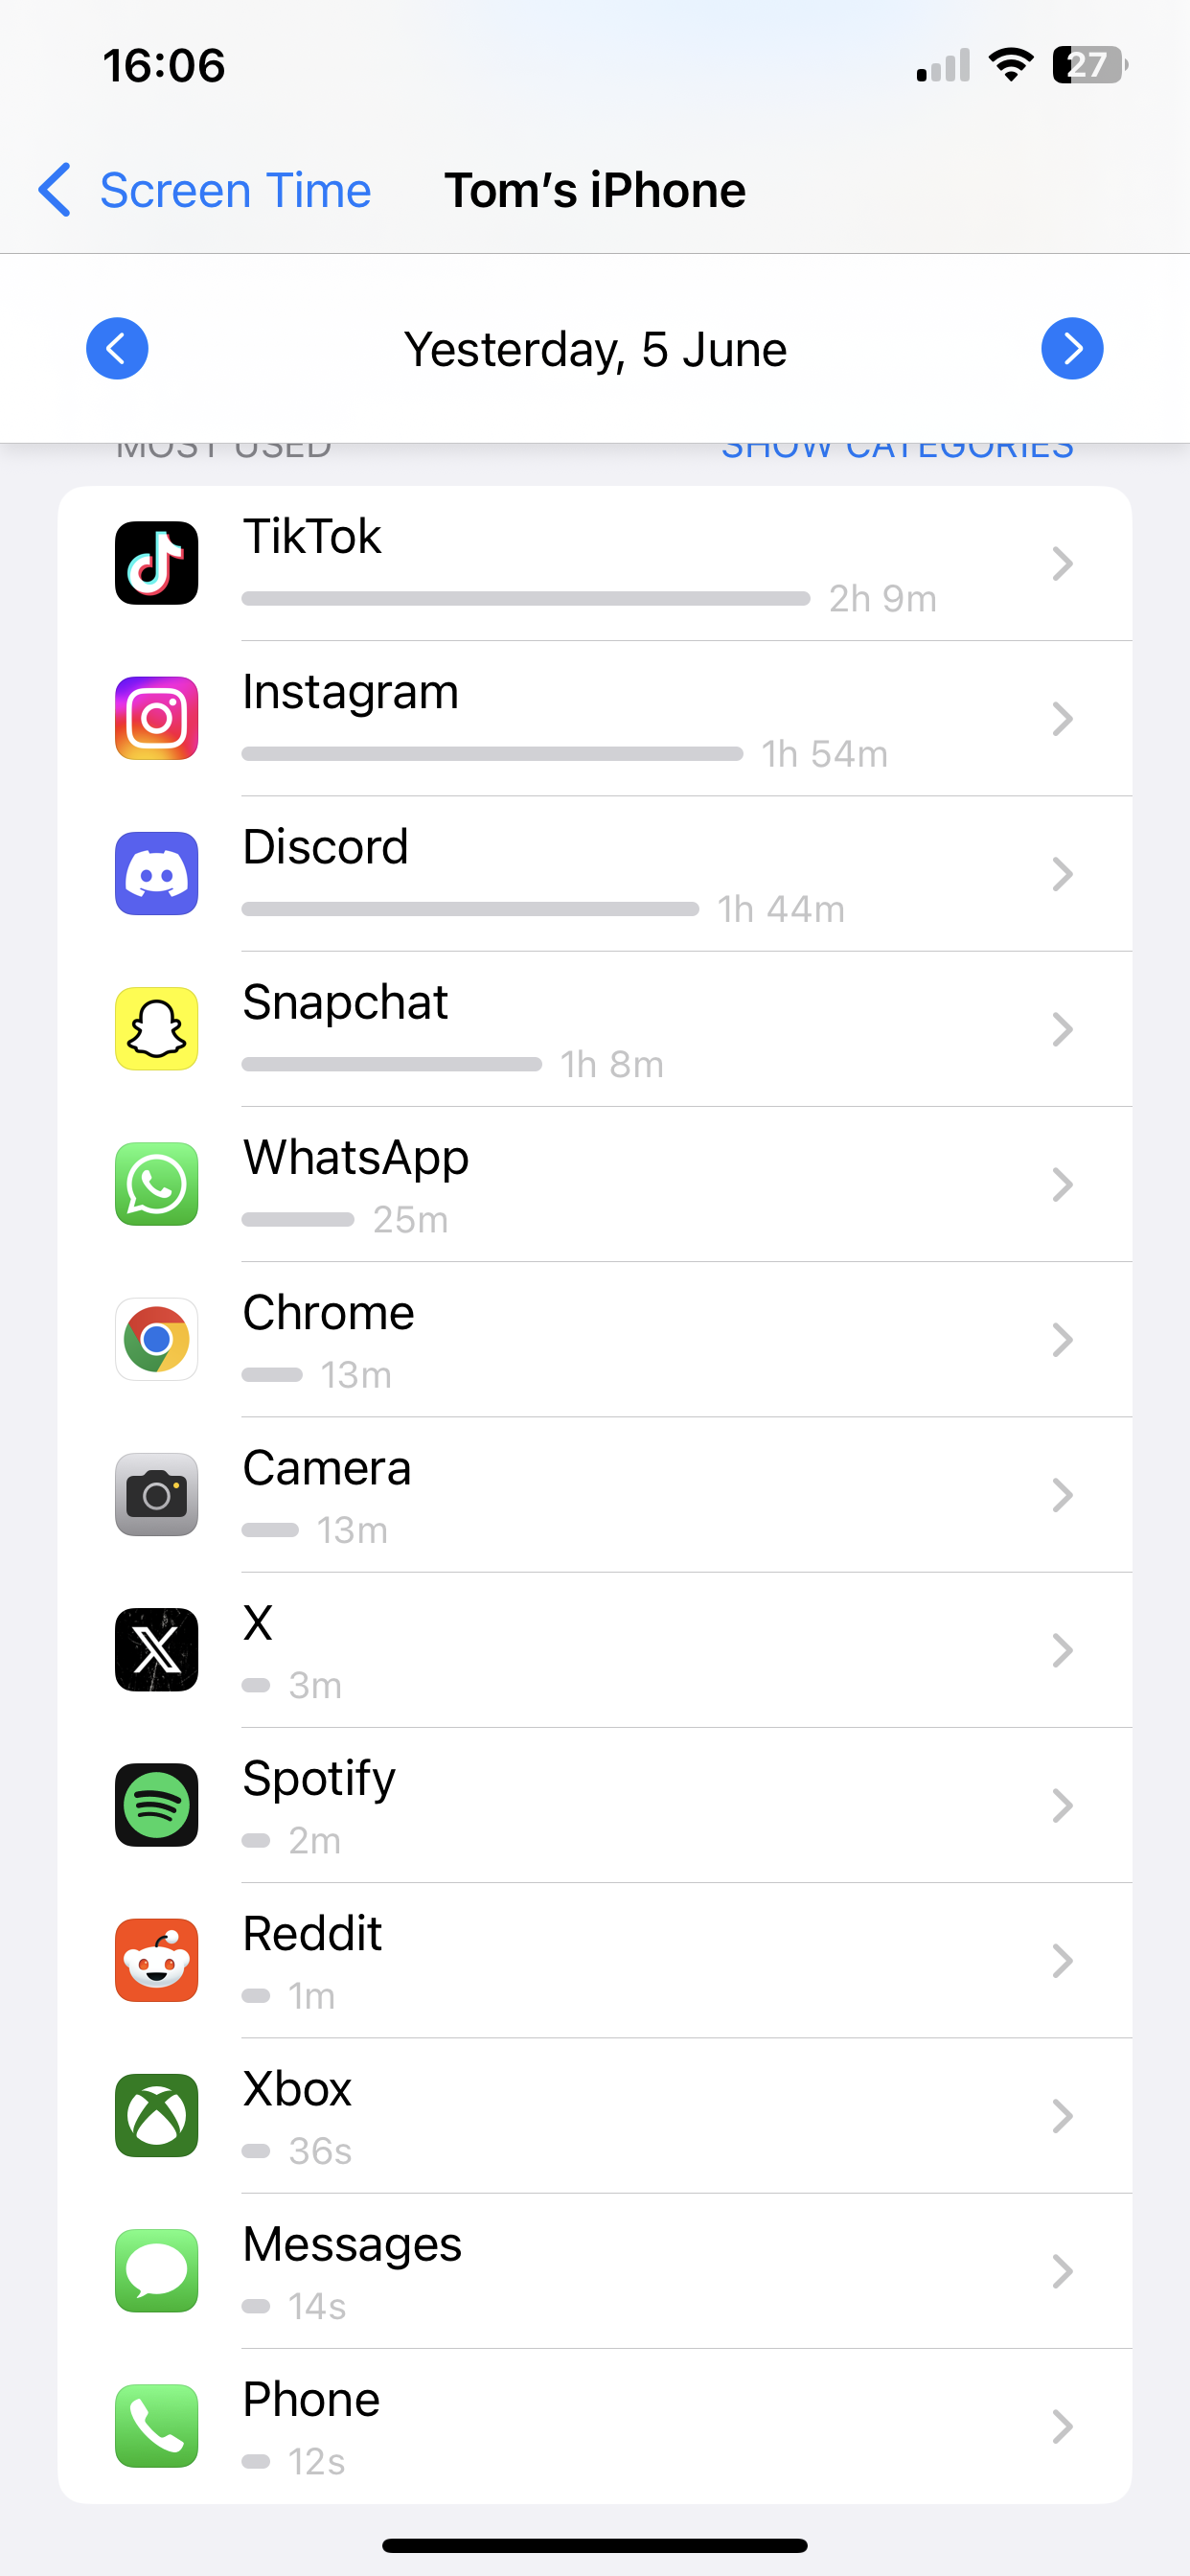 16:06
27
Screen Time
Tom's iPhone
Yesterday, 5 June
MOST USED
SHOW CATEGORIES
TikTok
2h 9m
Instagram
1h 54m
Discord
1h 44m
Snapchat
1h 8m
WhatsApp
25m
Chrome
13m
Camera
13m
X
3m
Spotify
2m
Reddit
1m
Xbox
36s
Messages
14s
Phone
12s